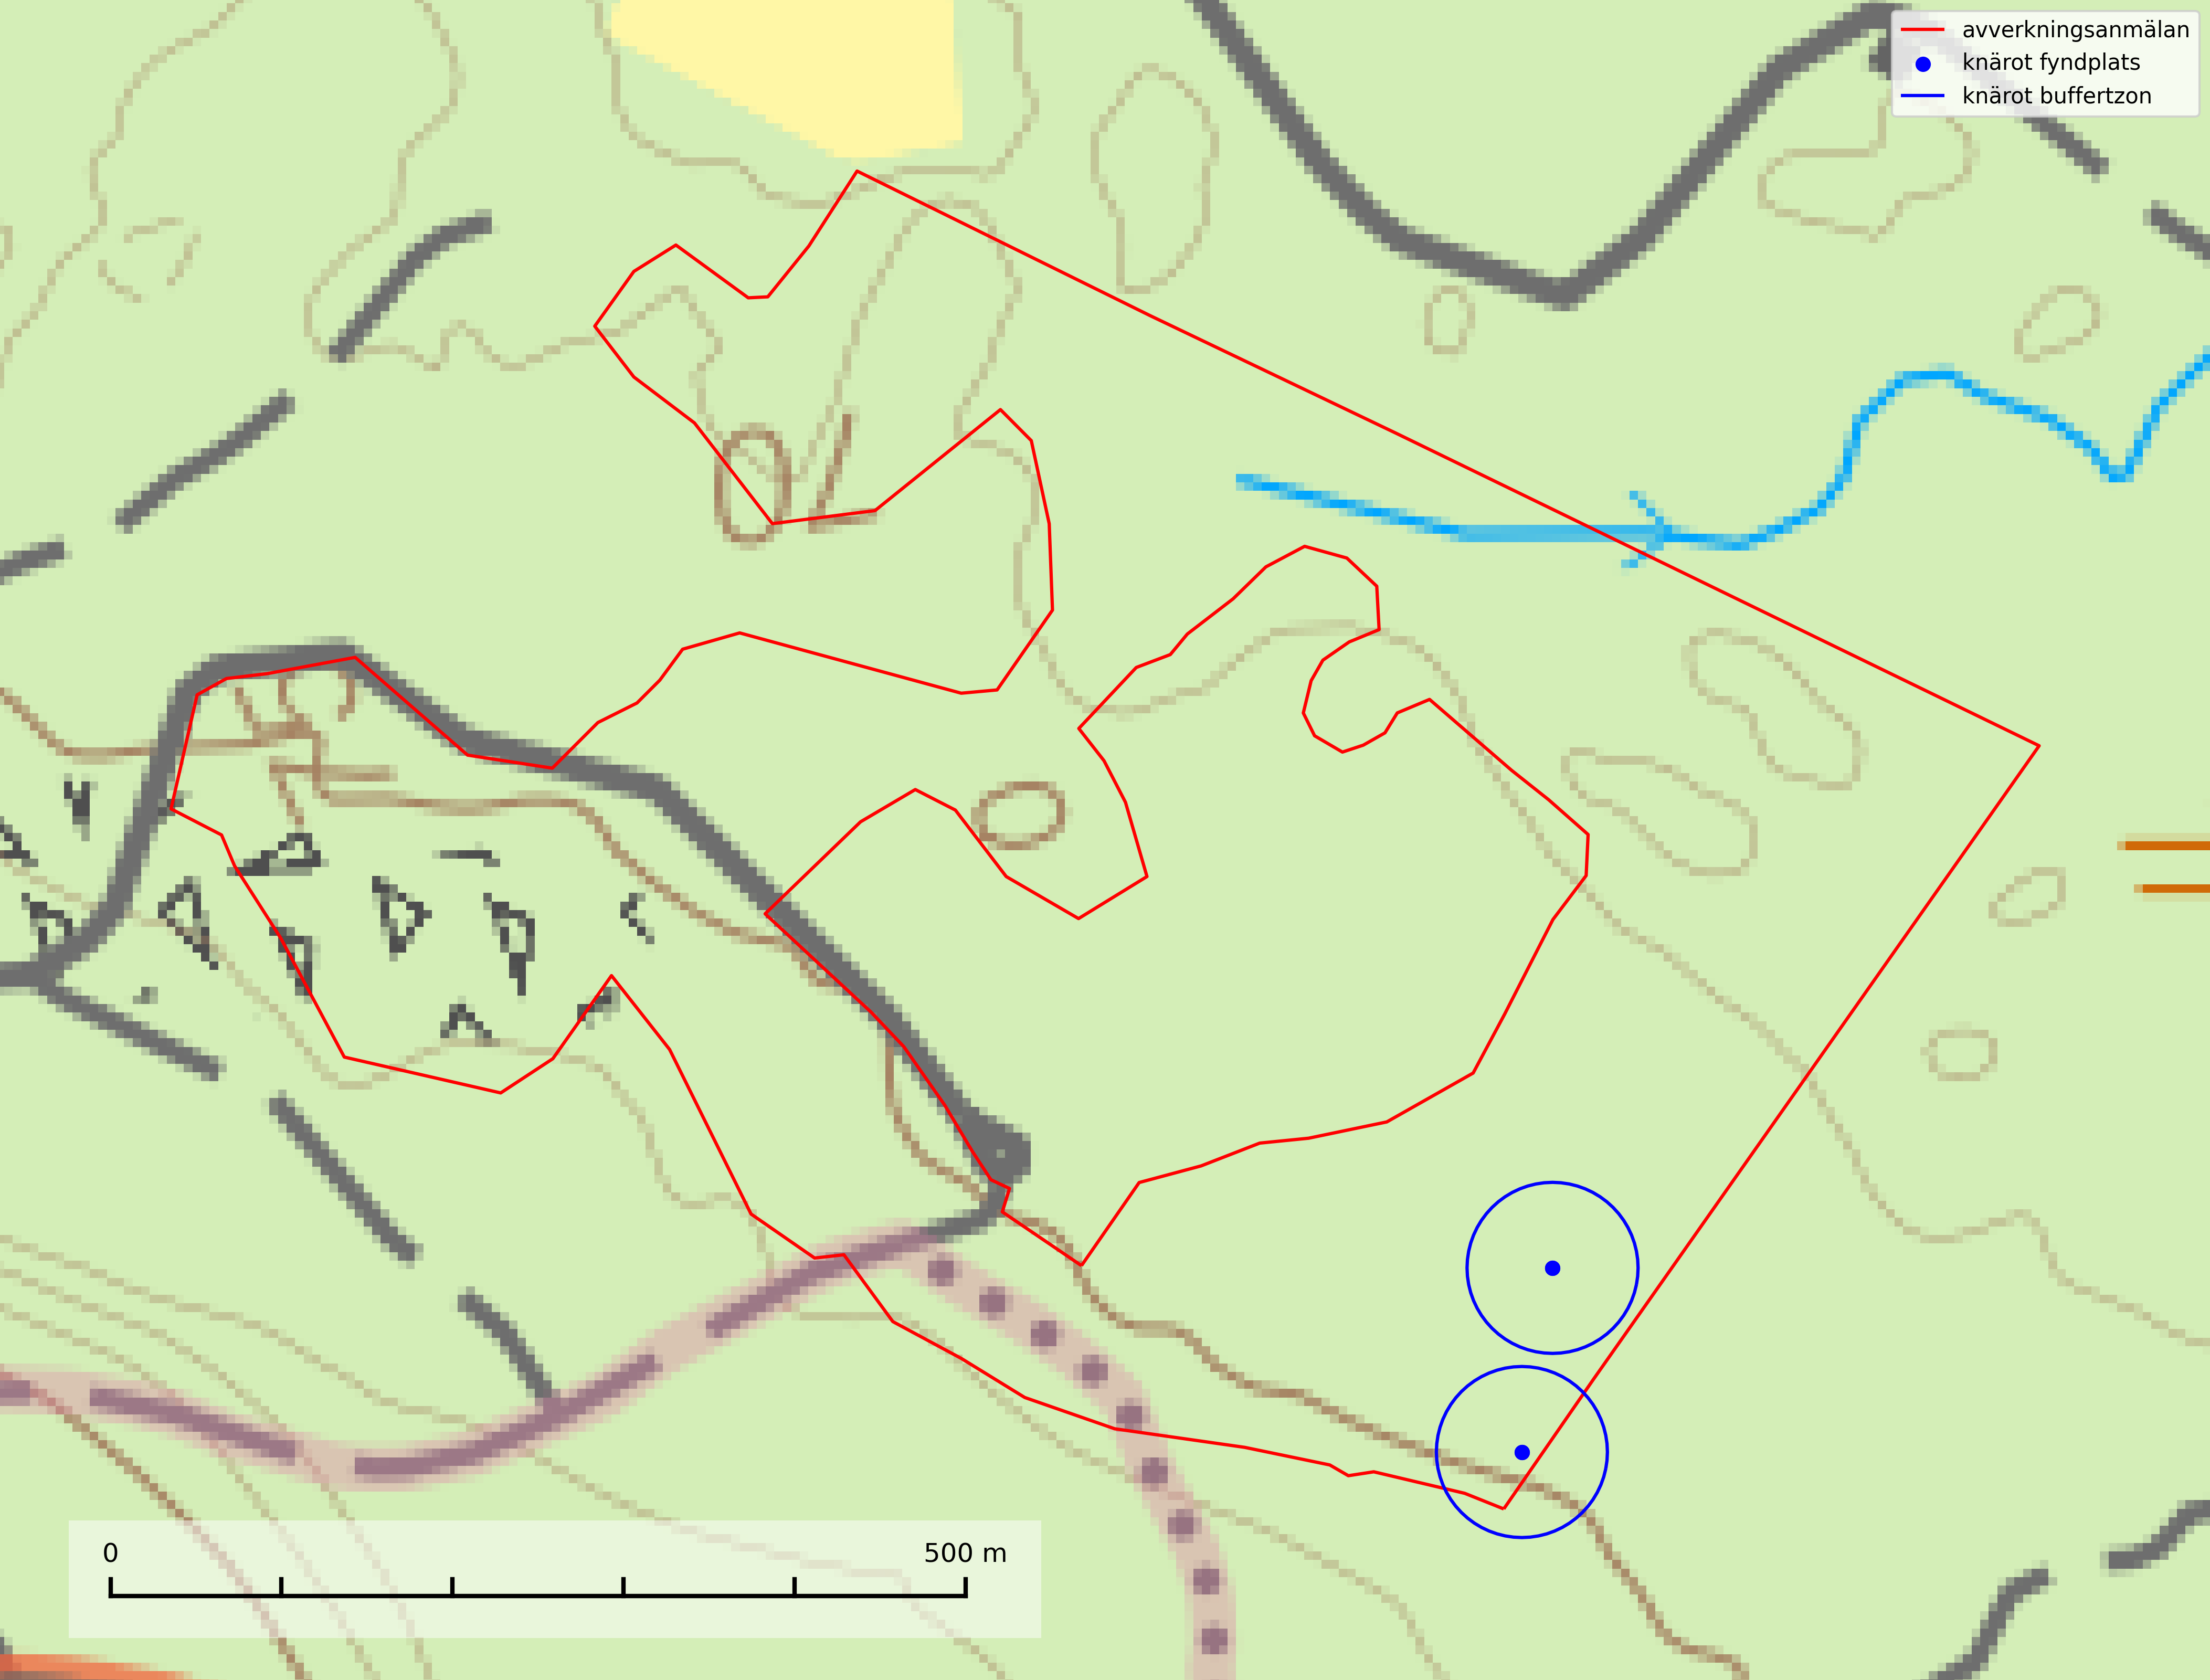 avverkningsanmälan
knärot fyndplats
knärot buffertzon
0 500 m